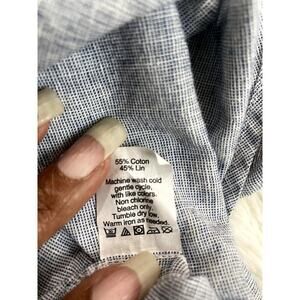 55% Coton
45% Lin
Machine wash cold
gentle cycle,
with like colors.
Non chlorine
bleach only.
Tumble dry low.
Warm iron as needed.